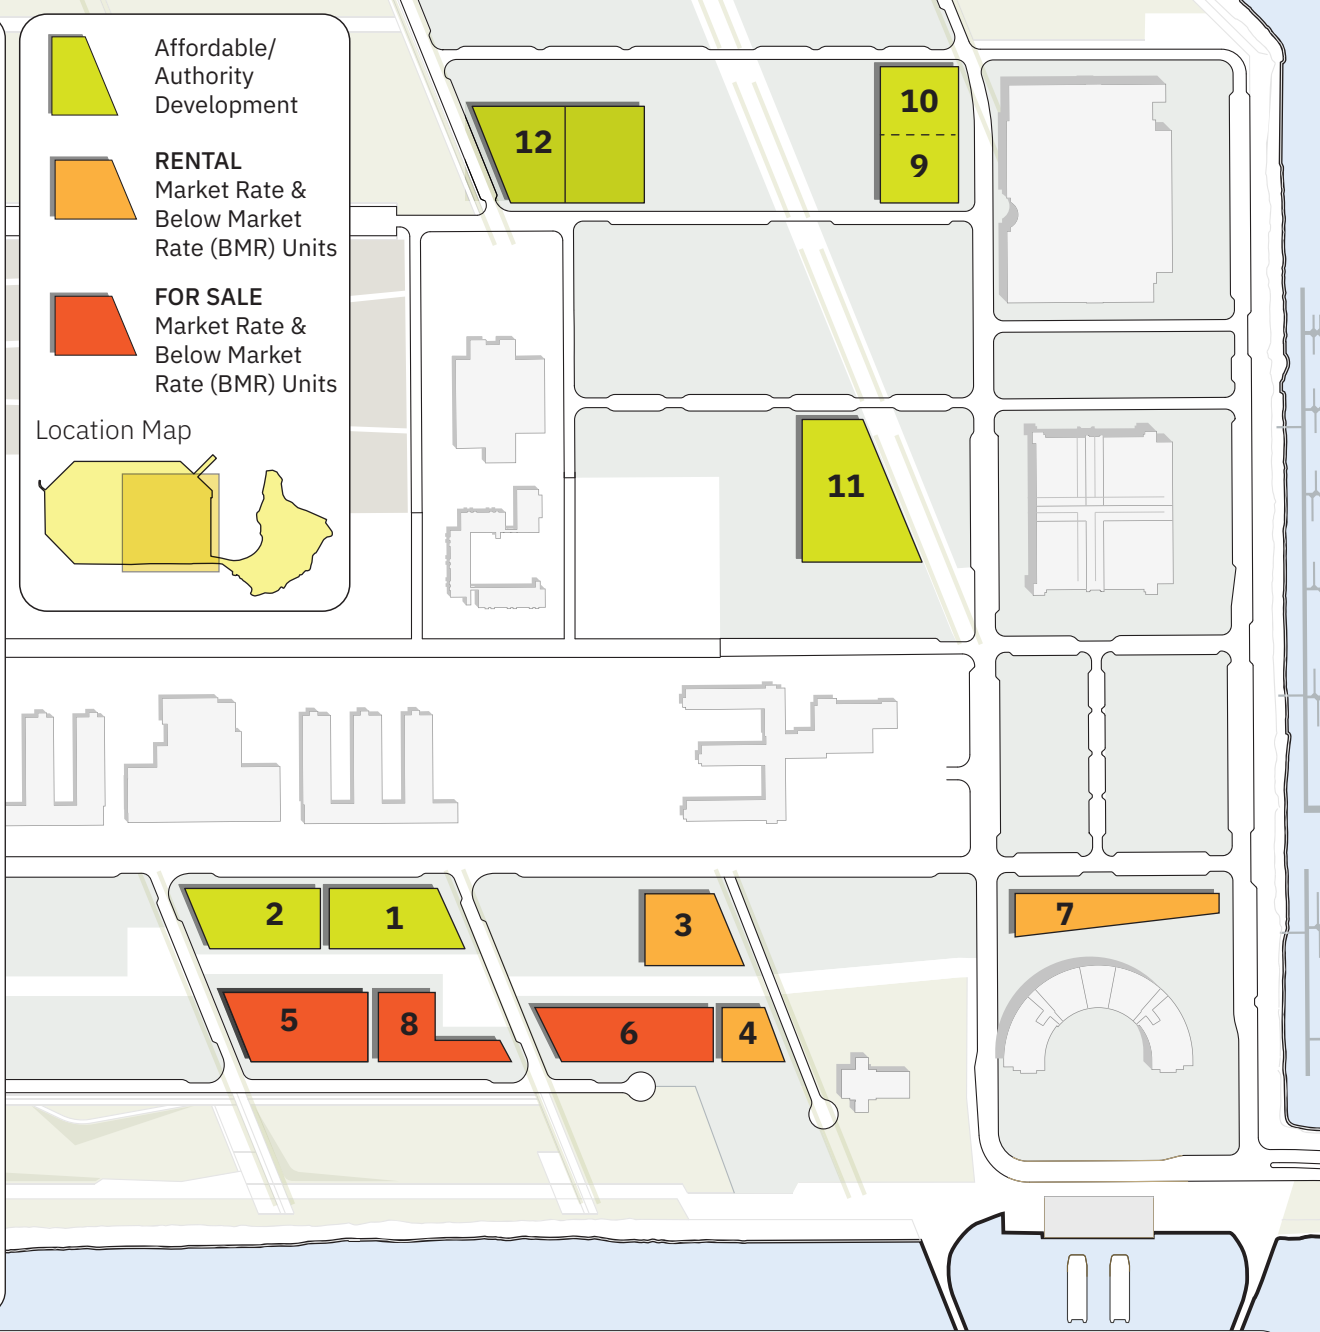 Affordable/
Authority
Development
RENTAL
Market Rate &
Below Market
Rate (BMR) Units
FOR SALE
Market Rate &
Below Market
Rate (BMR) Units
Location Map
12
10
9
11
2
1
3
7
5
8
6
4